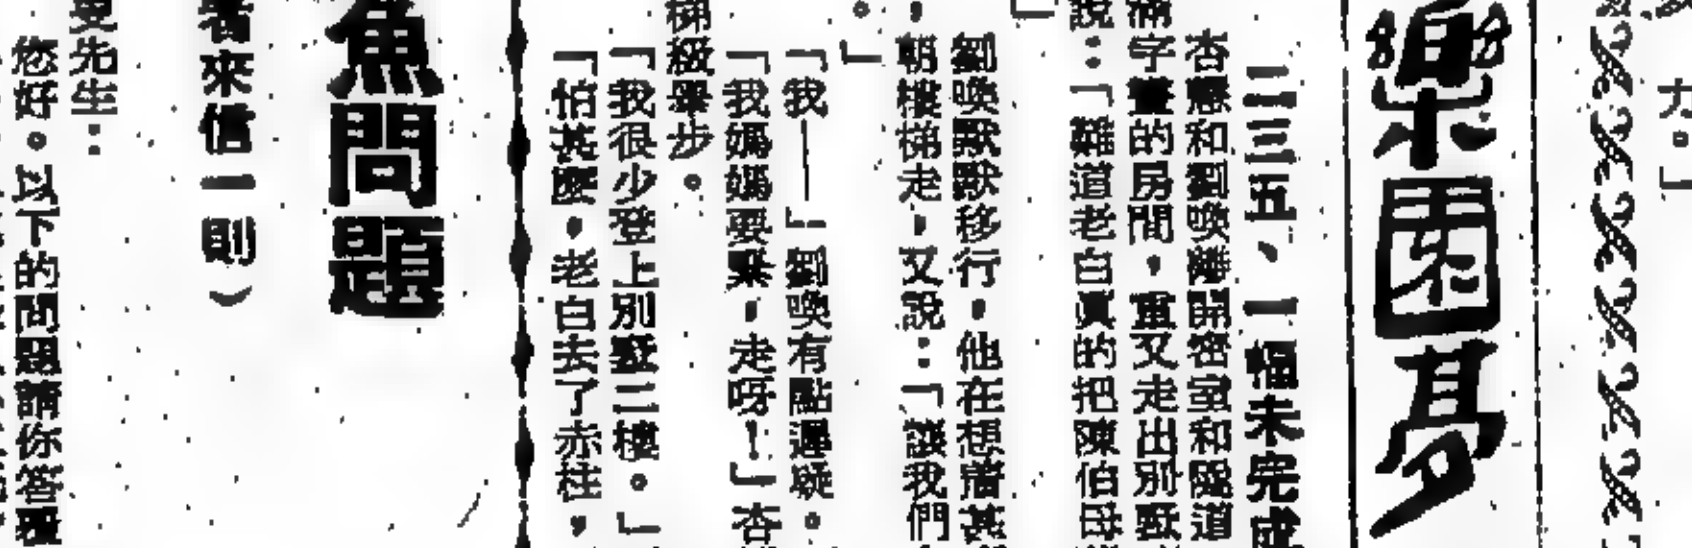 力。」
樂園夢
二三五、一幅未完成
杏慧和劉喚離開密室和隧道
滿字畫的房間，重又走出別墅
說：「難道老白眞的把陳伯母
」
劉喚默默移行，他在想着甚
朝樓梯走，又說：「讓我們
。」
「我——」劉喚有點遲疑。
「我媽媽要緊，走呀！」杏
梯級舉步。
「我很少登上別墅二樓。」
「怕甚麼，老白去了赤柱，
魚問題
者來信一則）
先生：
您好。以下的問題請你答覆